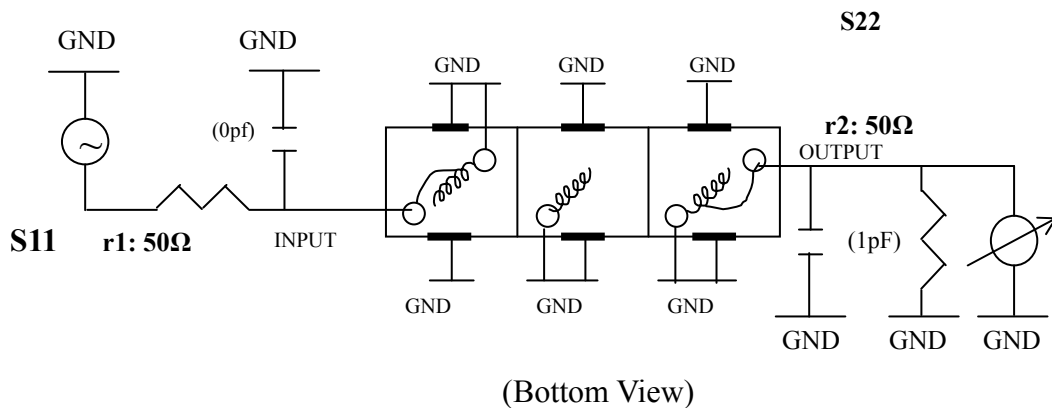 S22
GND
GND
GND
GND
GND
(0pf)
r2: 50Ω
OUTPUT
S11
r1: 50Ω
INPUT
(1pF)
GND
GND
GND
GND
GND
GND
(Bottom View)